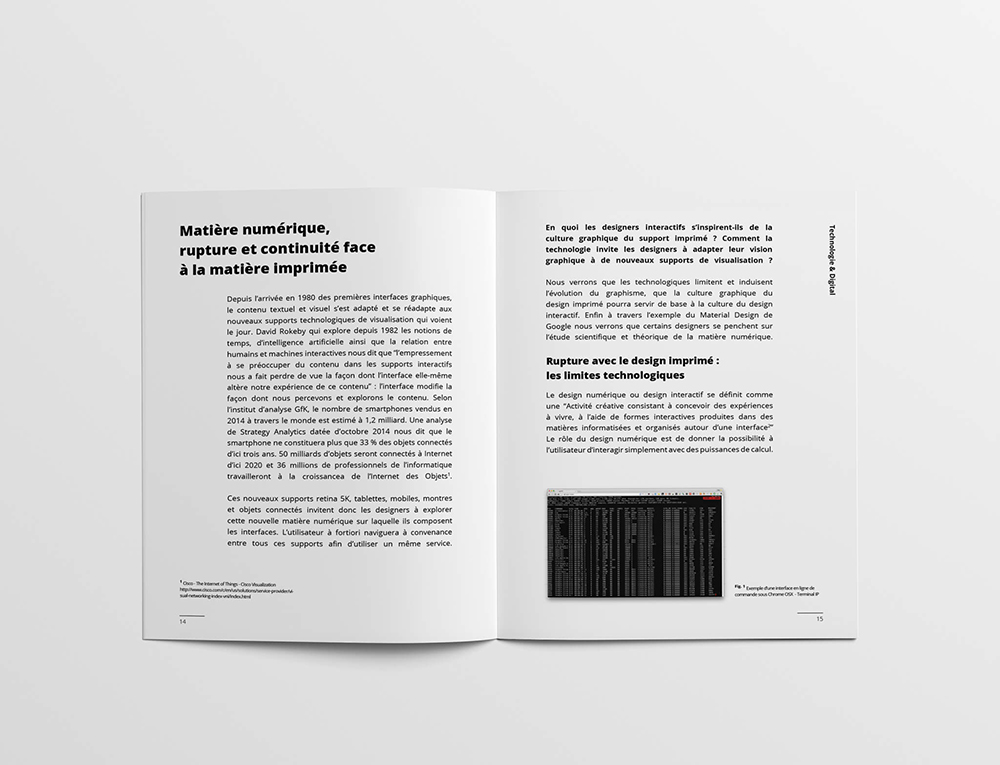 Matière numérique,
rupture et continuité face
à la matière imprimée
Depuis l'arrivée en 1980 des premières interfaces graphiques,
le contenu textuel et visuel s'est adapté et se réadapte aux
nouveaux supports technologiques de visualisation qui voient
le jour. David Rokeby qui explore depuis 1982 les notions de
temps, d'intelligence artificielle ainsi que la relation entre
humains et machines interactives nous dit que "l'empressement
à se préoccuper du contenu dans les supports interactifs
nous a fait perdre de vue la façon dont l'interface elle-même
altère notre expérience de ce contenu" : l'interface modifie la
façon dont nous percevons et explorons le contenu. Selon
l'institut d'analyse GfK, le nombre de smartphones vendus en
2014 à travers le monde est estimé à 1,2 milliard. Une analyse
de Strategy Analytics datée d'octobre 2014 nous dit que le
smartphone ne constituera plus que 33 % des objets connectés
d'ici trois ans. 50 milliards d'objets seront connectés à Internet
d'ici 2020 et 36 millions de professionnels de l'informatique
travailleront à la croissancea de l'Internet des Objets¹.
Ces nouveaux supports retina 5K, tablettes, mobiles, montres
et objets connectés invitent donc les designers à explorer
cette nouvelle matière numérique sur laquelle ils composent
les interfaces. L'utilisateur à fortiori naviguera à convenance
entre tous ces supports afin d'utiliser un même service.
¹ Cisco - The Internet of Things - Cisco Visualization
http://www.cisco.com/c/en/us/solutions/service-provider/vi
sual-networking-index-vni/index.html
14
En quoi les designers interactifs s'inspirent-ils de la
culture graphique du support imprimé ? Comment la
technologie invite les designers à adapter leur vision
graphique à de nouveaux supports de visualisation ?
Nous verrons que les technologiques limitent et induisent
l'évolution du graphisme, que la culture graphique du
design imprimé pourra servir de base à la culture du design
interactif. Enfin à travers l'exemple du Material Design de
Google nous verrons que certains designers se penchent sur
l'étude scientifique et théorique de la matière numérique.
Rupture avec le design imprimé :
les limites technologiques
Le design numérique ou design interactif se définit comme
une "Activité créative consistant à concevoir des expériences
à vivre, à l'aide de formes interactives produites dans des
matières informatisées et organisés autour d'une interface²"
Le rôle du design numérique est de donner la possibilité à
l'utilisateur d'interagir simplement avec des puissances de calcul.
Fig. 1 Exemple d'une interface en ligne de
commande sous Chrome OSX - Terminal IP
15
Technologie & Digital